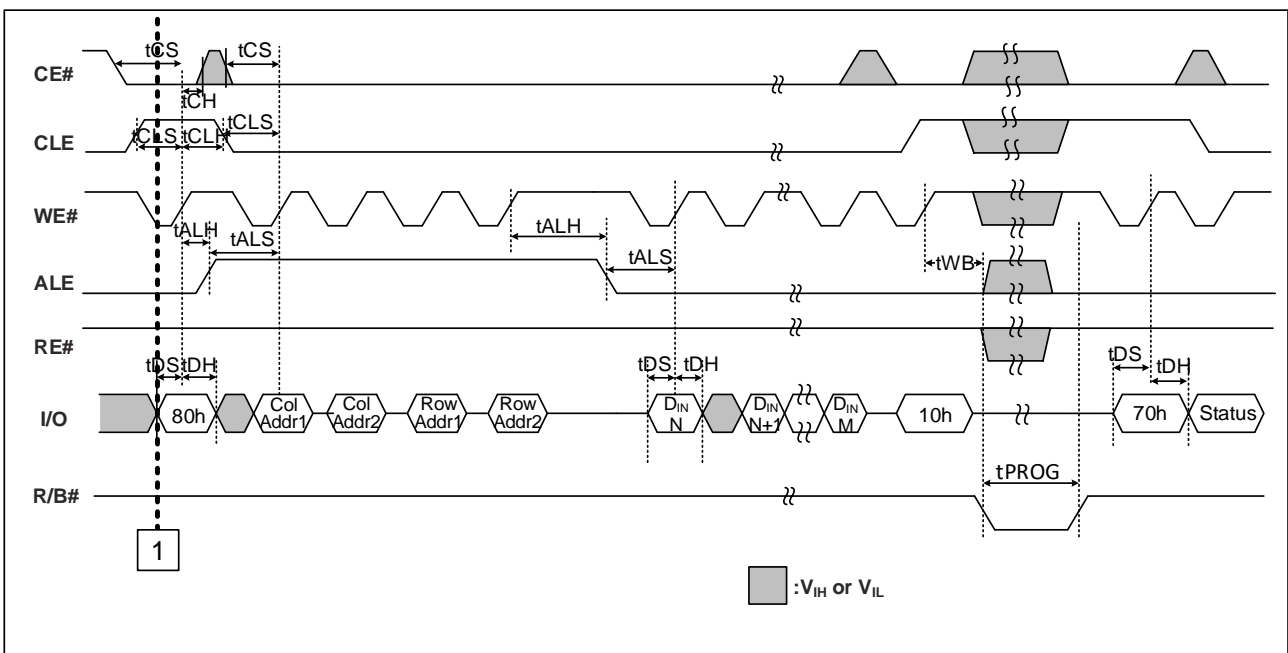 tCS tCS
CE#
tCH
tCLS
CLE tCLS tCLH
WE#
tALH
tALS tALH
tALS
ALE tWB
RE#
tDS tDH tDS tDH tDS tDH
I/O 80h Col Addr1 Col Addr2 Row Addr1 Row Addr2 DIN N DIN N+1 DIN M 10h 70h Status
tPROG
R/B#
1
:VIH or VIL